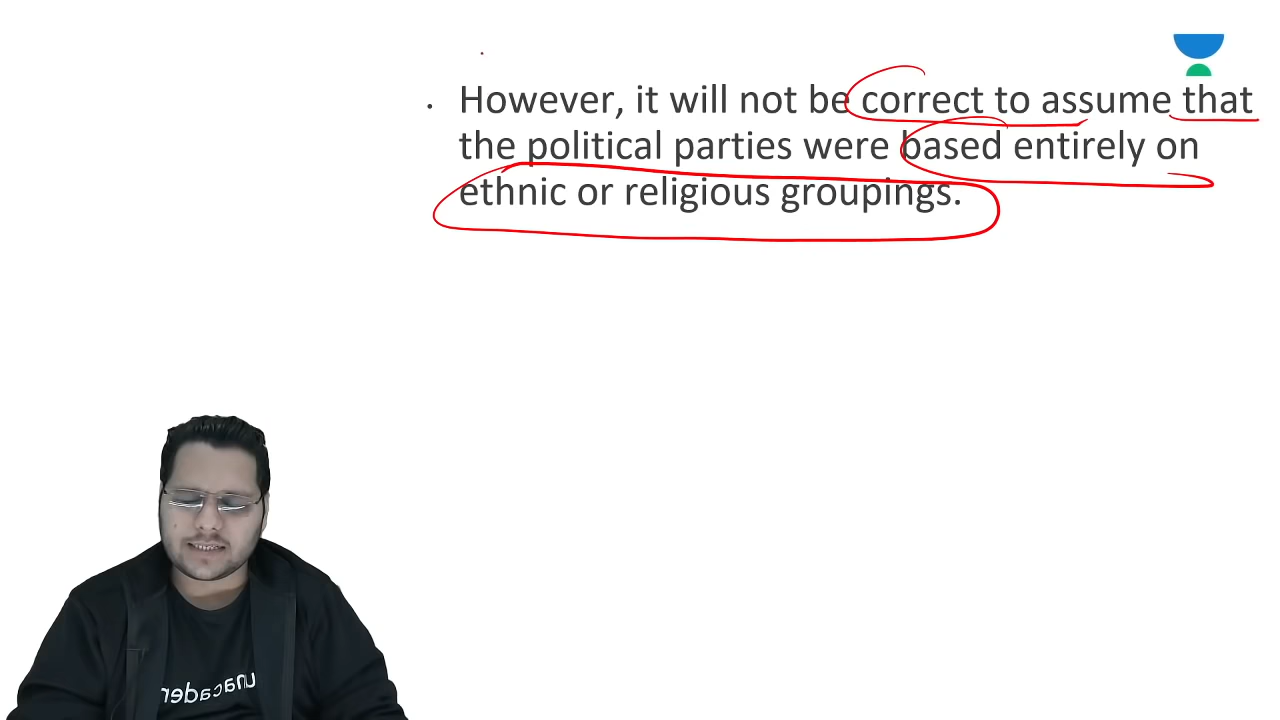 • However, it will not be correct to assume that
the political parties were based entirely on
ethnic or religious groupings.
unacader